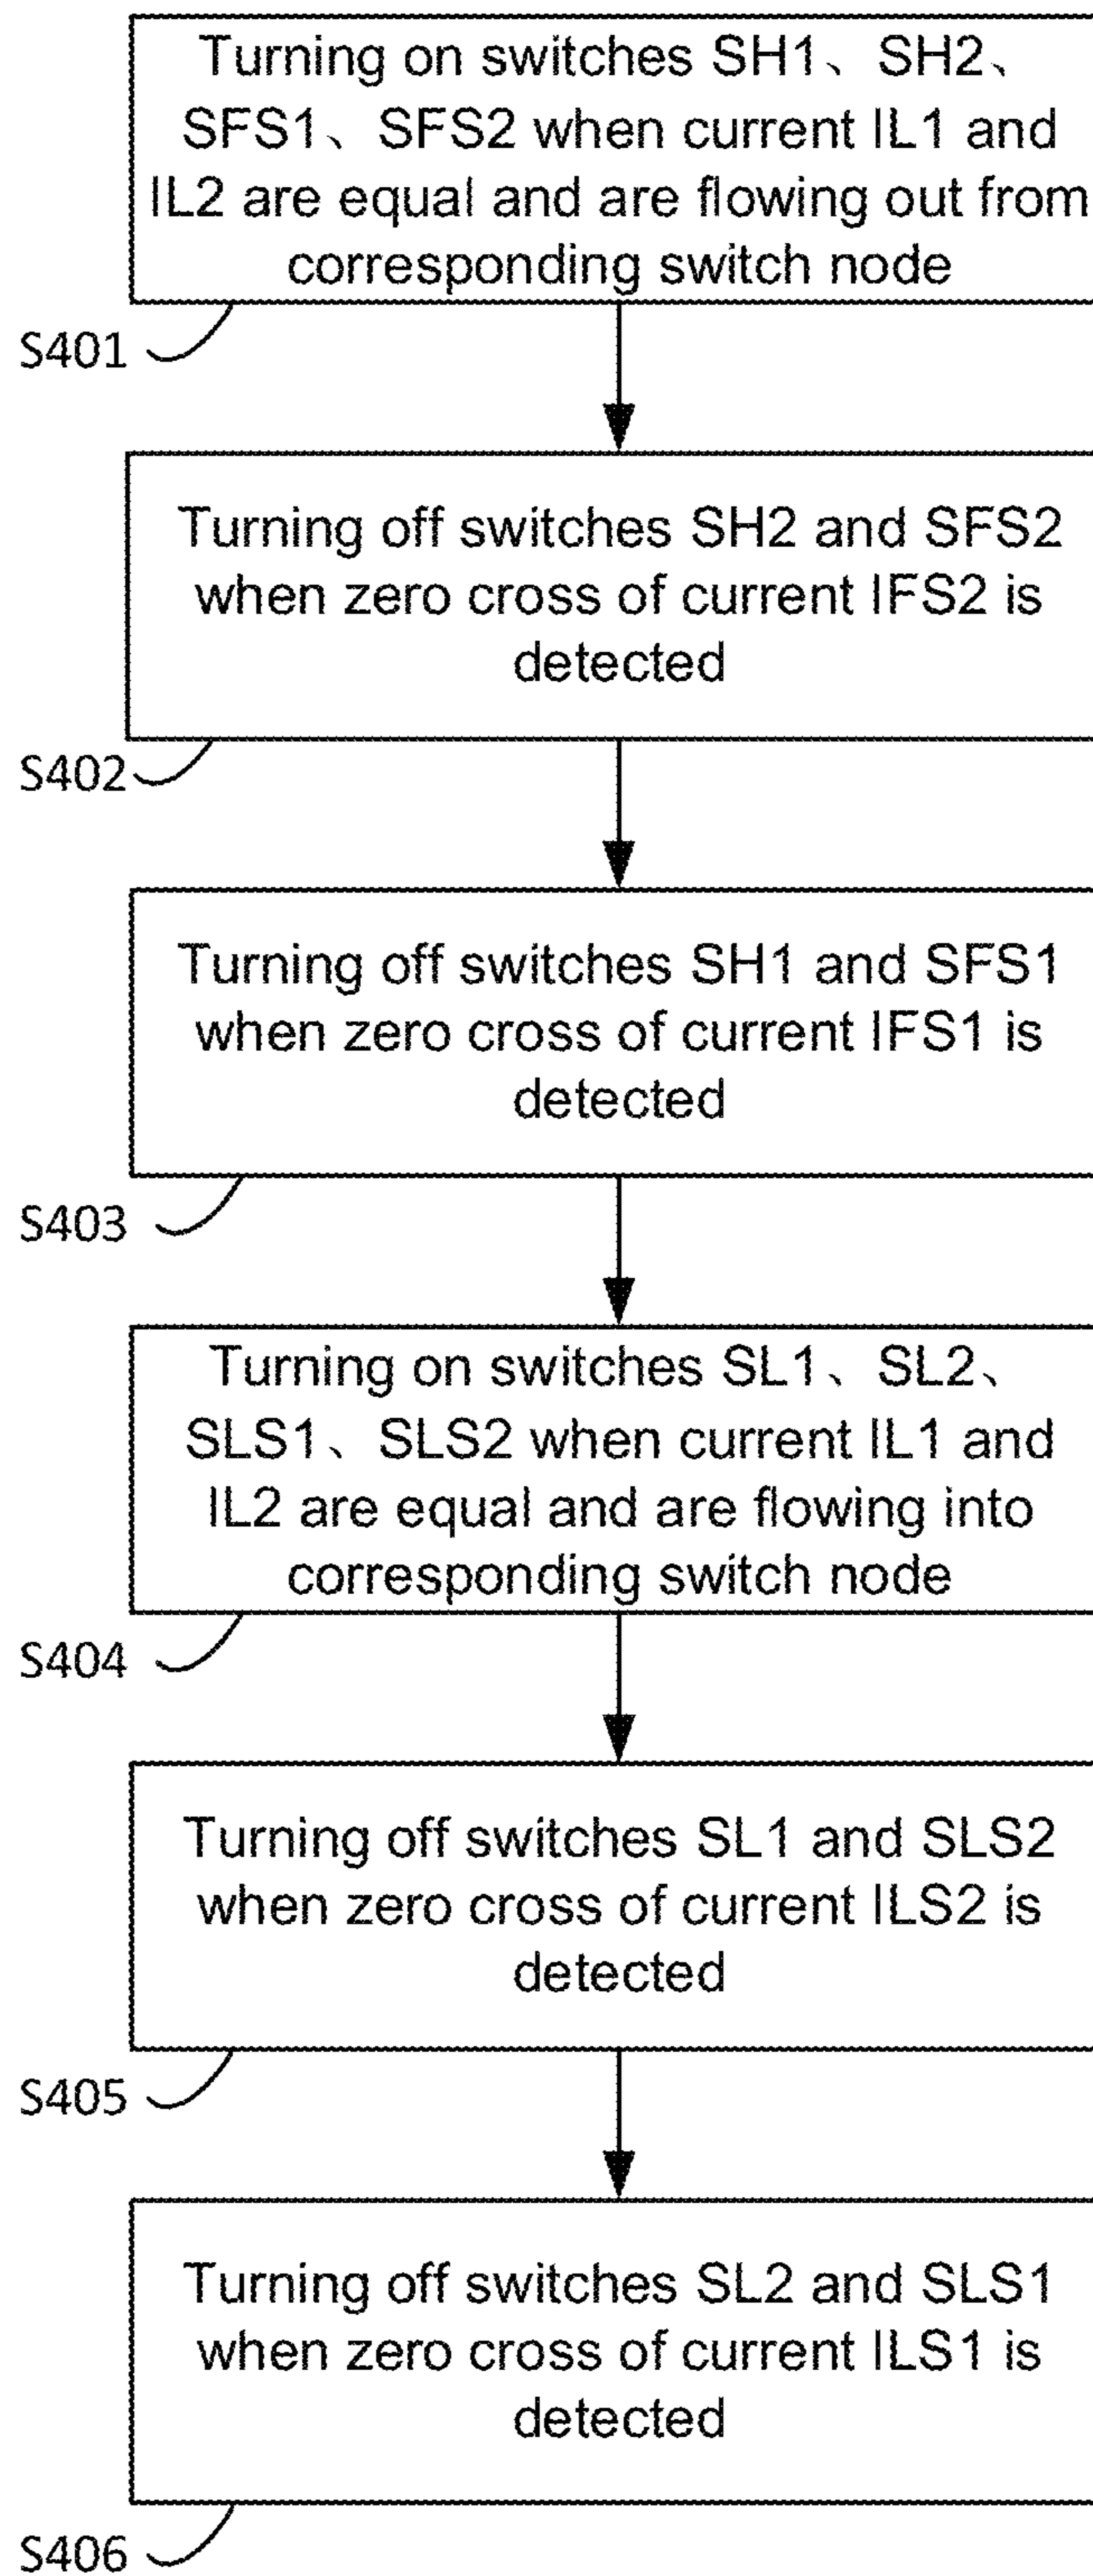 Turning on switches SH1、SH2、
SFS1、SFS2 when current IL1 and
IL2 are equal and are flowing out from
corresponding switch node
S401
Turning off switches SH2 and SFS2
when zero cross of current IFS2 is
detected
S402
Turning off switches SH1 and SFS1
when zero cross of current IFS1 is
detected
S403
Turning on switches SL1、SL2、
SLS1、SLS2 when current IL1 and
IL2 are equal and are flowing into
corresponding switch node
S404
Turning off switches SL1 and SLS2
when zero cross of current ILS2 is
detected
S405
Turning off switches SL2 and SLS1
when zero cross of current ILS1 is
detected
S406